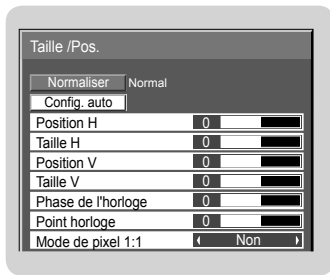 Taille /Pos.
Normaliser Normal
Config. auto
Position H 0
Taille H 0
Position V 0
Taille V 0
Phase de l'horloge 0
Point horloge 0
Mode de pixel 1:1 Non